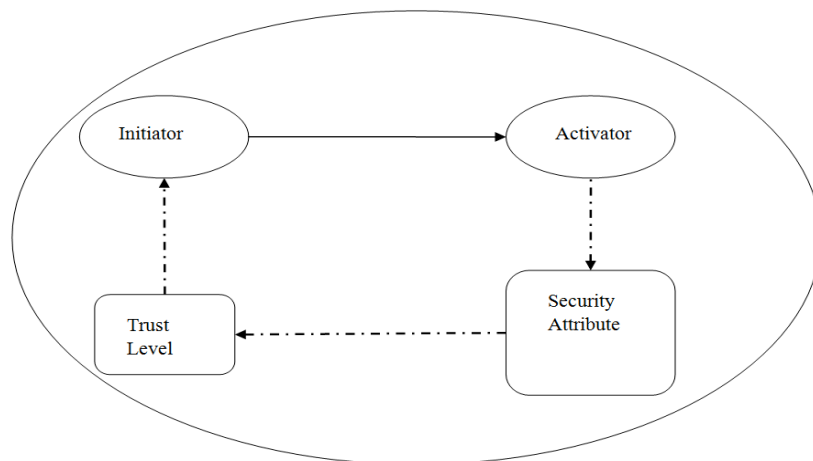 Initiator
Activator
Security
Attribute
Trust
Level